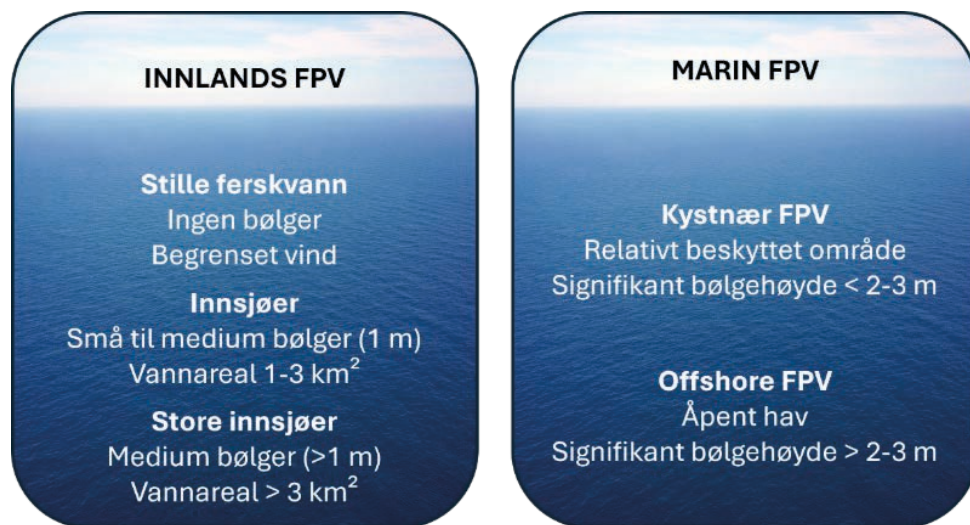 INNLANDS FPV
Stille ferskvann
Ingen bølger
Begrenset vind
Innsjøer
Små til medium bølger (1 m)
Vannareal 1-3 km²
Store innsjøer
Medium bølger (>1 m)
Vannareal > 3 km²
MARIN FPV
Kystnær FPV
Relativt beskyttet område
Signifikant bølgehøyde < 2-3 m
Offshore FPV
Åpent hav
Signifikant bølgehøyde > 2-3 m